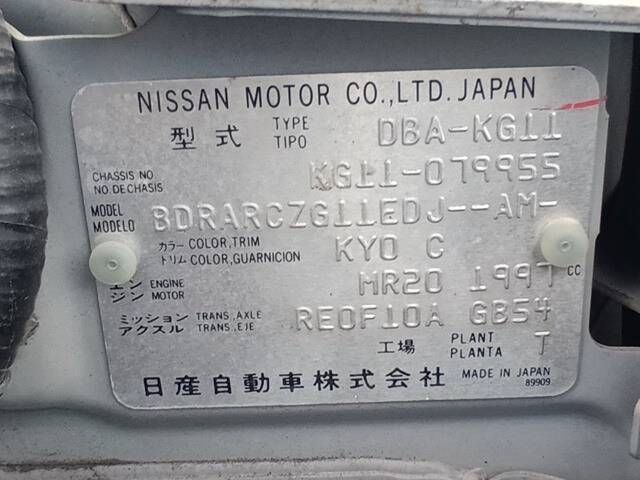 NISSAN MOTOR CO.,LTD. JAPAN
型式 TYPE TIPO DBA-KG11
CHASSIS NO NO.DE CHASIS KG11-079955
MODEL MODELO BDRARCZG11EDJ--AM-
カラー COLOR,TRIM トリム COLOR,GUARNICION KY0 C
エンジン ENGINE MOTOR MR20 1997 CC
ミッション アクスル TRANS.,AXLE TRANS.,EJE RE0F10A GB54
工場 PLANT PLANTA T
日産自動車株式会社 MADE IN JAPAN
89909